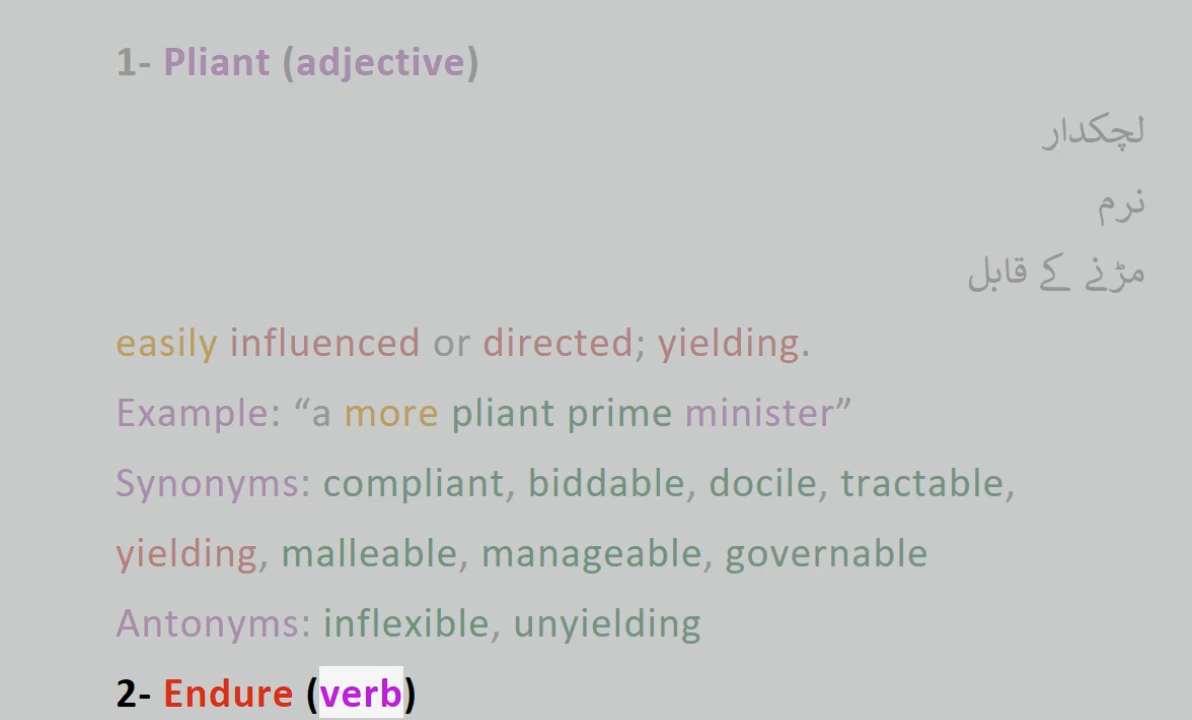 1- Pliant (adjective)
لچکدار
نرم
مڑنے کے قابل
easily influenced or directed; yielding.
Example: “a more pliant prime minister”
Synonyms: compliant, biddable, docile, tractable,
yielding, malleable, manageable, governable
Antonyms: inflexible, unyielding
2- Endure (verb)